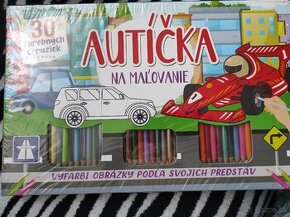 30
farebných
ceruziek
AUTÍČKA
NA MAĽOVANIE
VYFARBI OBRÁZKY PODĽA SVOJICH PREDSTÁV